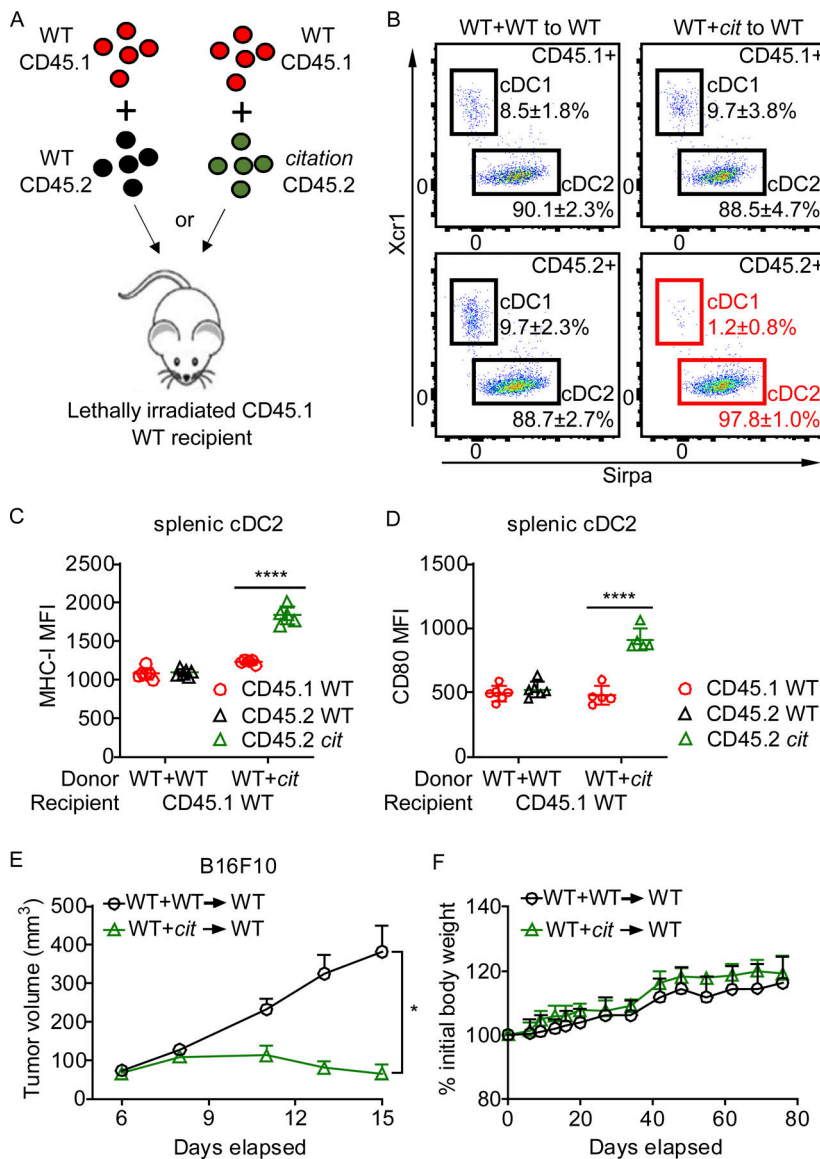 A
WT
CD45.1
WT
CD45.1
+
+
WT
CD45.2
citation
CD45.2
or
Lethally irradiated CD45.1
WT recipient
B
WT+WT to WT
WT+cit to WT
CD45.1+
cDC1
8.5±1.8%
0
cDC2
90.1±2.3%
0
CD45.1+
cDC1
9.7±3.8%
0
cDC2
88.5±4.7%
0
CD45.2+
cDC1
9.7±2.3%
0
cDC2
88.7±2.7%
0
CD45.2+
cDC1
1.2±0.8%
0
cDC2
97.8±1.0%
0
Xcr1
Sirpa
C
splenic cDC2
MHC-I MFI
2500
2000
1500
1000
500
0
****
CD45.1 WT
CD45.2 WT
CD45.2 cit
Donor WT+WT WT+cit
Recipient CD45.1 WT
D
splenic cDC2
CD80 MFI
1500
1000
500
0
****
CD45.1 WT
CD45.2 WT
CD45.2 cit
Donor WT+WT WT+cit
Recipient CD45.1 WT
E
B16F10
WT+WT → WT
WT+cit → WT
Tumor volume (mm³)
500
400
300
200
100
0
*
6 9 12 15
Days elapsed
F
WT+WT → WT
WT+cit → WT
% initial body weight
140
120
100
80
0 20 40 60 80
Days elapsed